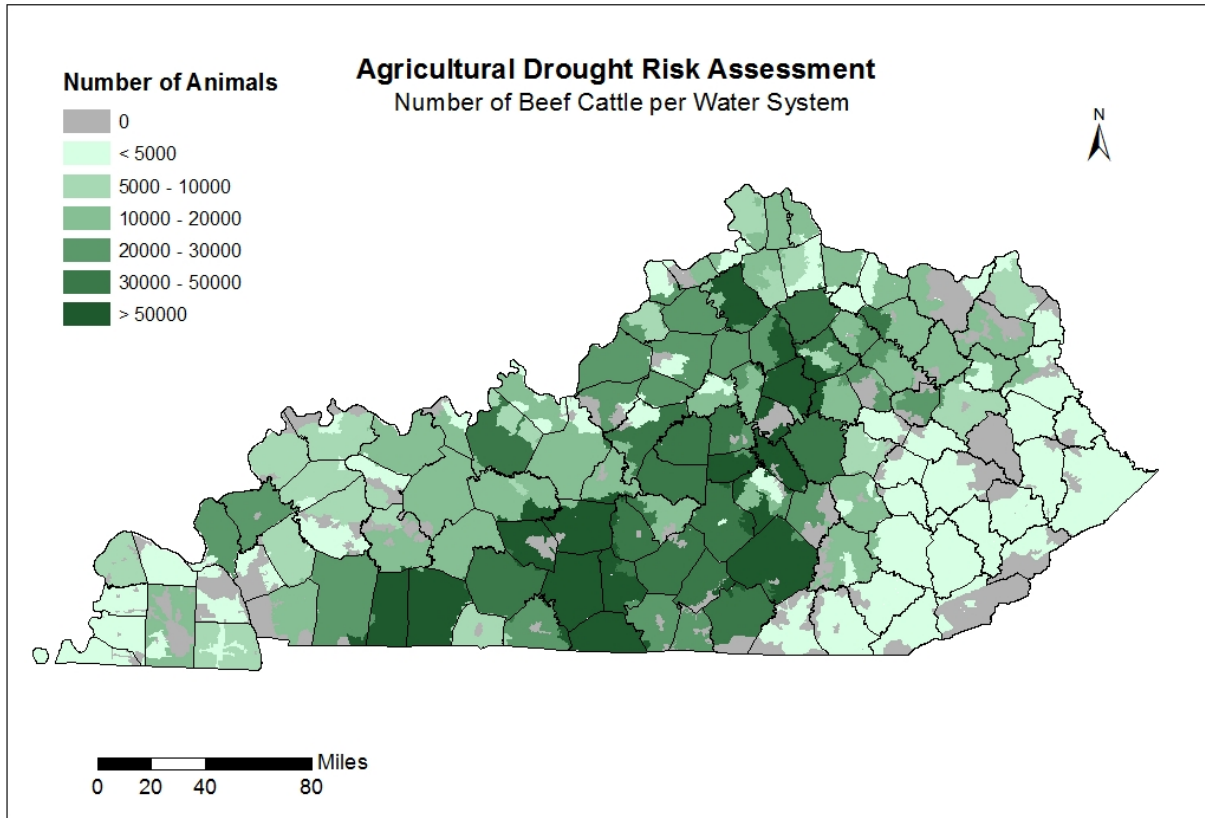 Agricultural Drought Risk Assessment
Number of Beef Cattle per Water System
Number of Animals
0
< 5000
5000 - 10000
10000 - 20000
20000 - 30000
30000 - 50000
> 50000
N
Miles
0 20 40 80